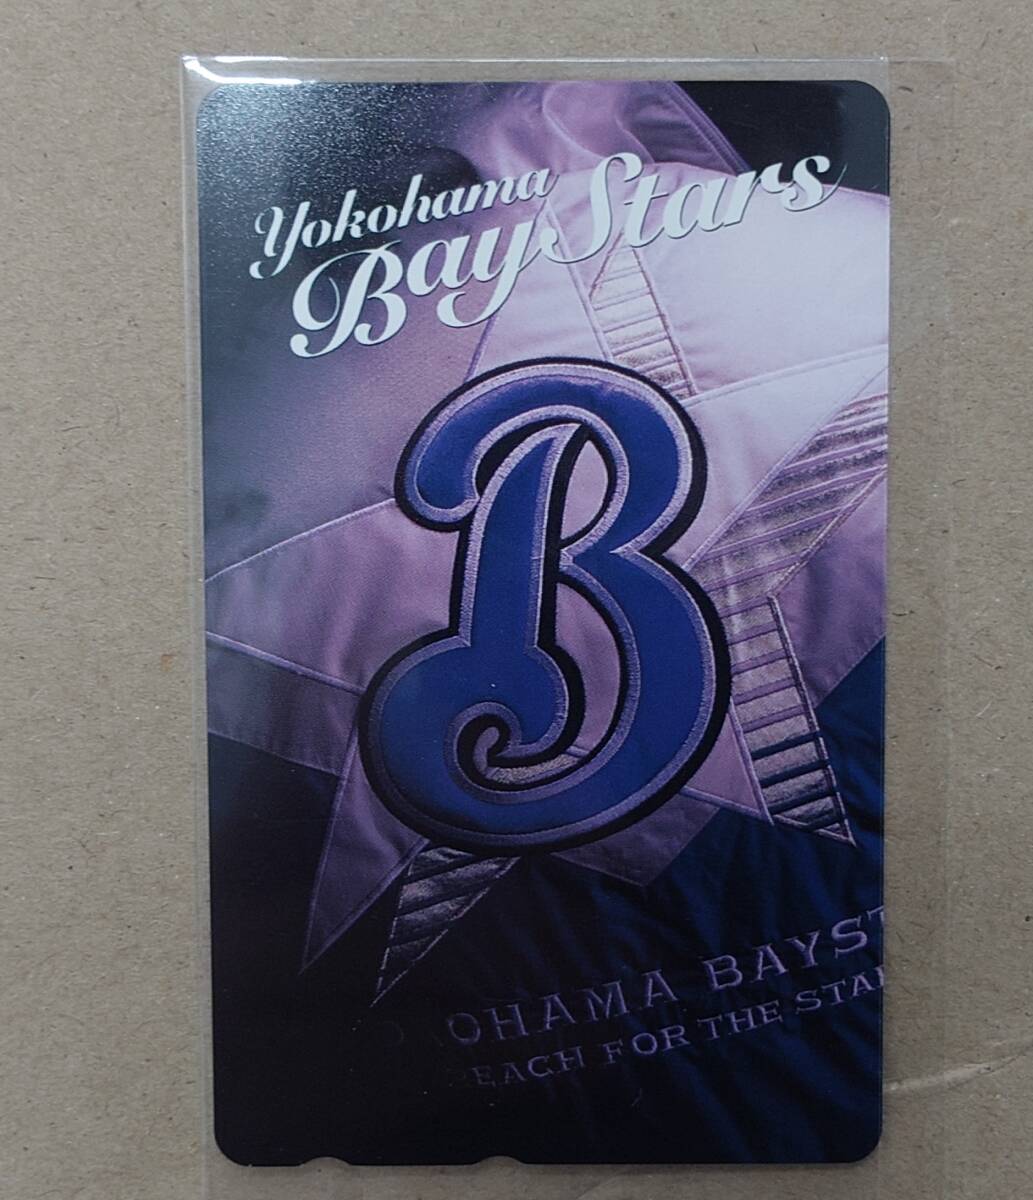 Yokohama
BayStars
B
OHAMA BAYST
EACH FOR THE STA